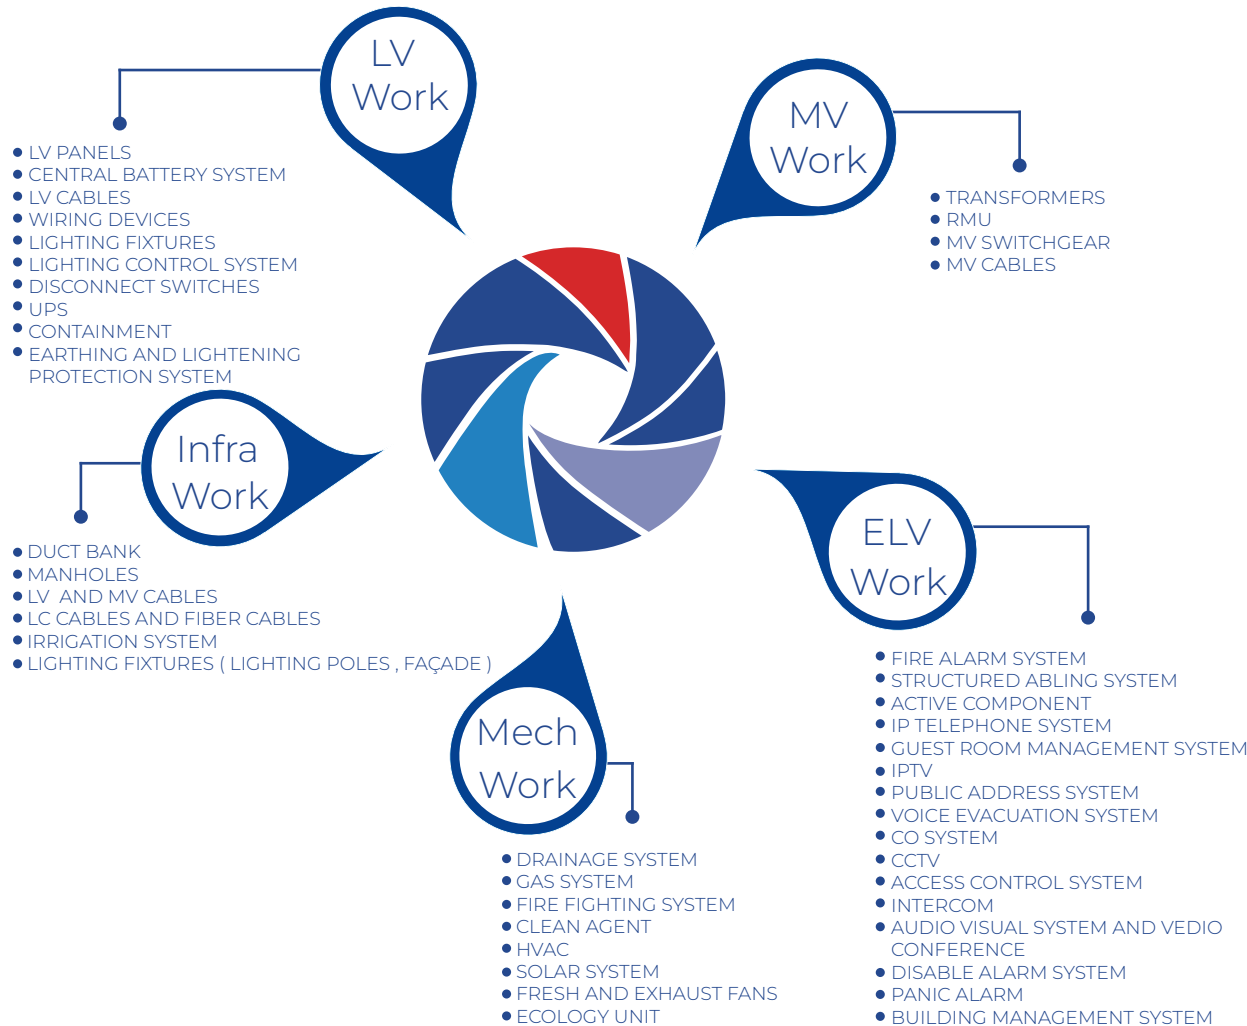 LV
Work
LV PANELS
CENTRAL BATTERY SYSTEM
LV CABLES
WIRING DEVICES
LIGHTING FIXTURES
LIGHTING CONTROL SYSTEM
DISCONNECT SWITCHES
UPS
CONTAINMENT
EARTHING AND LIGHTENING
PROTECTION SYSTEM
MV
Work
TRANSFORMERS
RMU
MV SWITCHGEAR
MV CABLES
Infra
Work
DUCT BANK
MANHOLES
LV AND MV CABLES
LC CABLES AND FIBER CABLES
IRRIGATION SYSTEM
LIGHTING FIXTURES ( LIGHTING POLES , FAÇADE )
Mech
Work
DRAINAGE SYSTEM
GAS SYSTEM
FIRE FIGHTING SYSTEM
CLEAN AGENT
HVAC
SOLAR SYSTEM
FRESH AND EXHAUST FANS
ECOLOGY UNIT
ELV
Work
FIRE ALARM SYSTEM
STRUCTURED ABLING SYSTEM
ACTIVE COMPONENT
IP TELEPHONE SYSTEM
GUEST ROOM MANAGEMENT SYSTEM
IPTV
PUBLIC ADDRESS SYSTEM
VOICE EVACUATION SYSTEM
CO SYSTEM
CCTV
ACCESS CONTROL SYSTEM
INTERCOM
AUDIO VISUAL SYSTEM AND VEDIO
CONFERENCE
DISABLE ALARM SYSTEM
PANIC ALARM
BUILDING MANAGEMENT SYSTEM